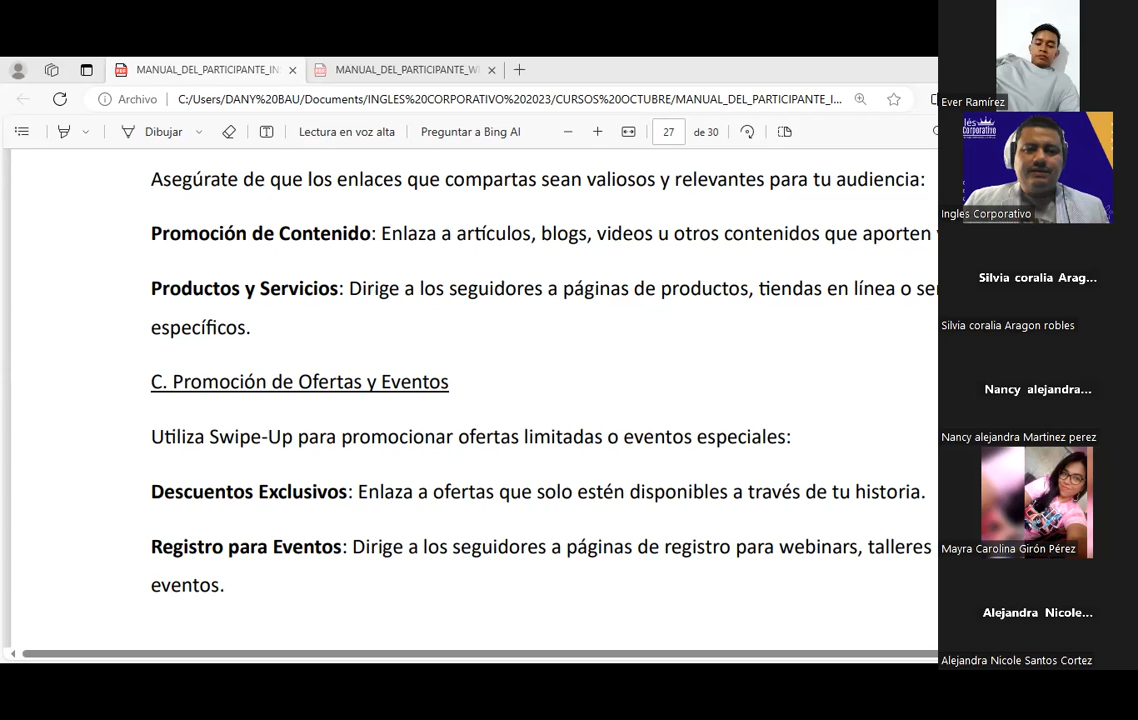 MANUAL_DEL_PARTICIPANTE_IN
MANUAL_DEL_PARTICIPANTE_W
Archivo
C:/Users/DANY%20BAU/Documents/INGLES%20CORPORATIVO%202023/CURSOS%20OCTUBRE/MANUAL_DEL_PARTICIPANTE_I...
Dibujar
Lectura en voz alta
Preguntar a Bing AI
27
de 30
Asegúrate de que los enlaces que compartas sean valiosos y relevantes para tu audiencia:
Promoción de Contenido: Enlaza a artículos, blogs, videos u otros contenidos que aporten
Productos y Servicios: Dirige a los seguidores a páginas de productos, tiendas en línea o ser
específicos.
C. Promoción de Ofertas y Eventos
Utiliza Swipe-Up para promocionar ofertas limitadas o eventos especiales:
Descuentos Exclusivos: Enlaza a ofertas que solo estén disponibles a través de tu historia.
Registro para Eventos: Dirige a los seguidores a páginas de registro para webinars, talleres
eventos.
Ever Ramírez
lés
Corporativo
Ingles Corporativo
Silvia coralia Arag...
Silvia coralia Aragon robles
Nancy alejandra...
Nancy alejandra Martinez perez
Mayra Carolina Girón Pérez
Alejandra Nicole...
Alejandra Nicole Santos Cortez